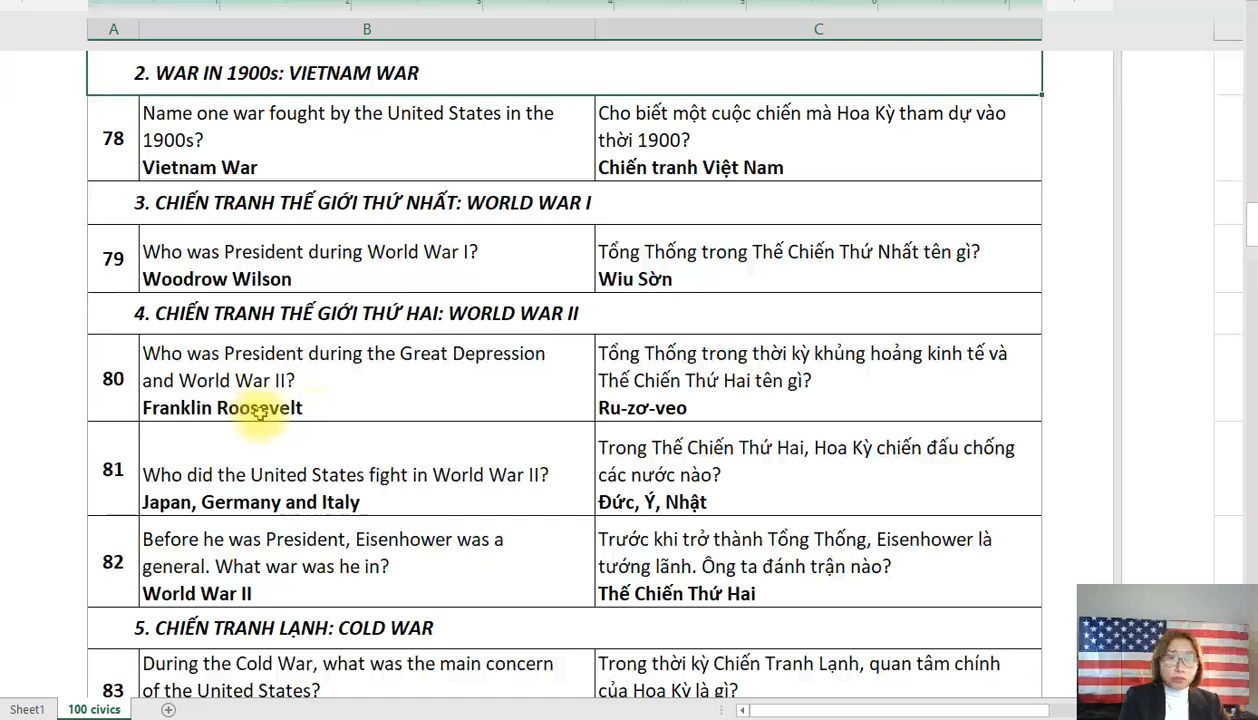 A B C
2. WAR IN 1900s: VIETNAM WAR
78
Name one war fought by the United States in the
1900s?
Vietnam War
Cho biết một cuộc chiến mà Hoa Kỳ tham dự vào
thời 1900?
Chiến tranh Việt Nam
3. CHIẾN TRANH THẾ GIỚI THỨ NHẤT: WORLD WAR I
79
Who was President during World War I?
Woodrow Wilson
Tổng Thống trong Thế Chiến Thứ Nhất tên gì?
Wiu Sờn
4. CHIẾN TRANH THẾ GIỚI THỨ HAI: WORLD WAR II
80
Who was President during the Great Depression
and World War II?
Franklin Roosevelt
Tổng Thống trong thời kỳ khủng hoảng kinh tế và
Thế Chiến Thứ Hai tên gì?
Ru-zơ-veo
81
Who did the United States fight in World War II?
Japan, Germany and Italy
Trong Thế Chiến Thứ Hai, Hoa Kỳ chiến đấu chống
các nước nào?
Đức, Ý, Nhật
82
Before he was President, Eisenhower was a
general. What war was he in?
World War II
Trước khi trở thành Tổng Thống, Eisenhower là
tướng lãnh. Ông ta đánh trận nào?
Thế Chiến Thứ Hai
5. CHIẾN TRANH LẠNH: COLD WAR
83
During the Cold War, what was the main concern
of the United States?
Trong thời kỳ Chiến Tranh Lạnh, quan tâm chính
của Hoa Kỳ là gì?
Sheet1 100 civics